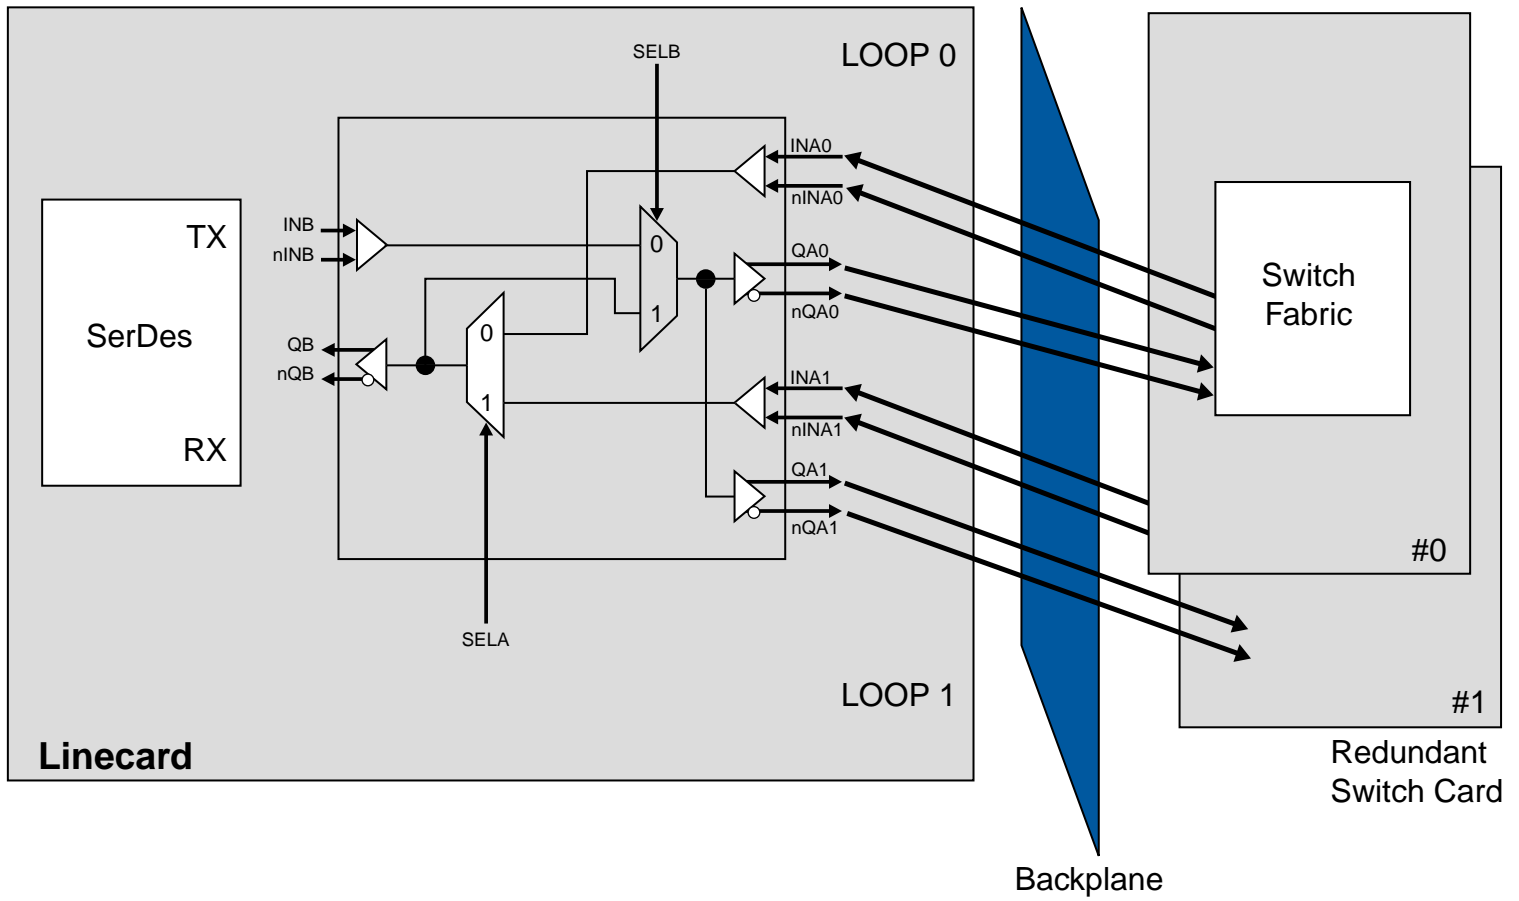 SELB
LOOP 0
INA0
nINA0
TX
INB
nINB
0
QA0
nQA0
1
Switch
Fabric
SerDes
QB
nQB
0
1
INA1
nINA1
RX
QA1
nQA1
#0
SELA
LOOP 1
#1
Linecard
Redundant
Switch Card
Backplane